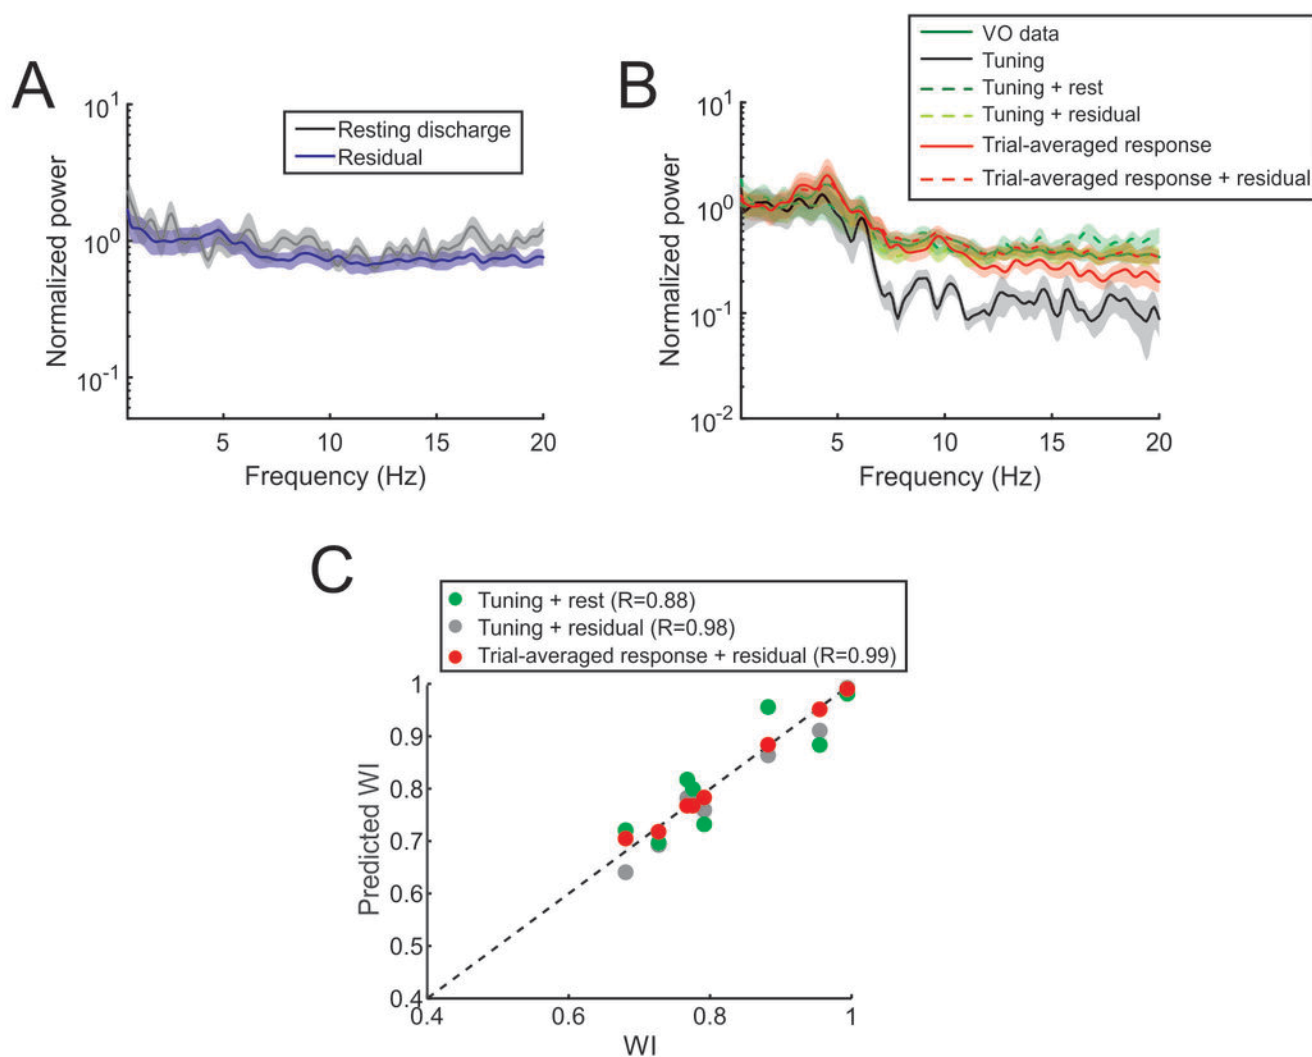 A
Resting discharge
Residual
10^1
10^0
10^-1
Normalized power
5 10 15 20
Frequency (Hz)
B
VO data
Tuning
Tuning + rest
Tuning + residual
Trial-averaged response
Trial-averaged response + residual
10^1
10^0
10^-1
10^-2
Normalized power
5 10 15 20
Frequency (Hz)
C
Tuning + rest (R=0.88)
Tuning + residual (R=0.98)
Trial-averaged response + residual (R=0.99)
1
0.9
0.8
0.7
0.6
0.5
0.4
Predicted WI
0.4 0.6 0.8 1
WI